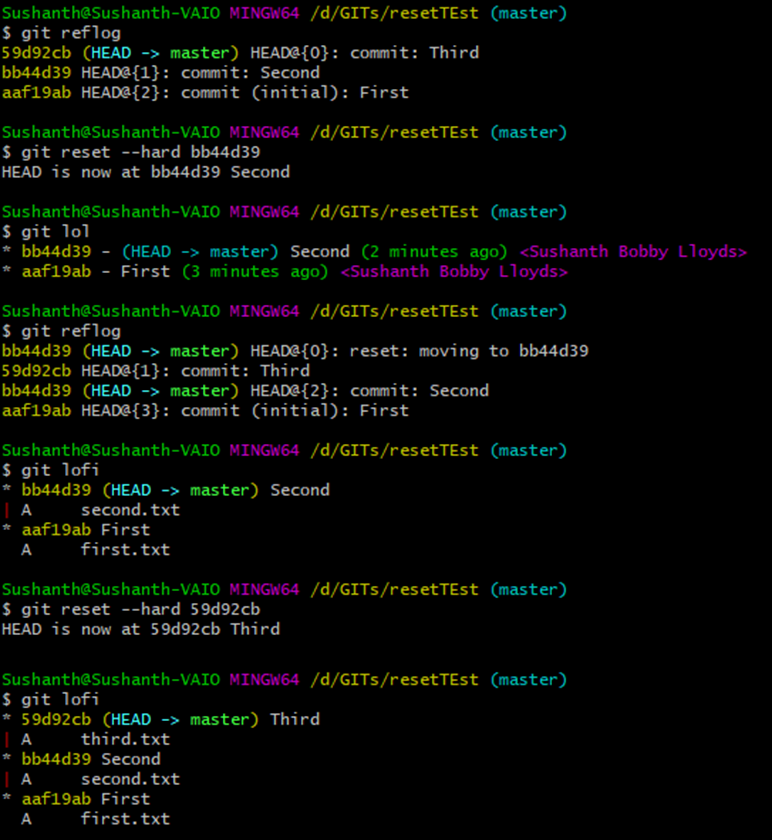 Sushanth@Sushanth-VAIO MINGW64 /d/GITs/resetTEst (master)
$ git reflog
59d92cb (HEAD -> master) HEAD@{0}: commit: Third
bb44d39 HEAD@{1}: commit: Second
aaf19ab HEAD@{2}: commit (initial): First
Sushanth@Sushanth-VAIO MINGW64 /d/GITs/resetTEst (master)
$ git reset --hard bb44d39
HEAD is now at bb44d39 Second
Sushanth@Sushanth-VAIO MINGW64 /d/GITs/resetTEst (master)
$ git lol
* bb44d39 - (HEAD -> master) Second (2 minutes ago) <Sushanth Bobby Lloyds>
* aaf19ab - First (3 minutes ago) <Sushanth Bobby Lloyds>
Sushanth@Sushanth-VAIO MINGW64 /d/GITs/resetTEst (master)
$ git reflog
bb44d39 (HEAD -> master) HEAD@{0}: reset: moving to bb44d39
59d92cb HEAD@{1}: commit: Third
bb44d39 (HEAD -> master) HEAD@{2}: commit: Second
aaf19ab HEAD@{3}: commit (initial): First
Sushanth@Sushanth-VAIO MINGW64 /d/GITs/resetTEst (master)
$ git lofi
* bb44d39 (HEAD -> master) Second
| A     second.txt
* aaf19ab First
  A     first.txt
Sushanth@Sushanth-VAIO MINGW64 /d/GITs/resetTEst (master)
$ git reset --hard 59d92cb
HEAD is now at 59d92cb Third
Sushanth@Sushanth-VAIO MINGW64 /d/GITs/resetTEst (master)
$ git lofi
* 59d92cb (HEAD -> master) Third
| A     third.txt
* bb44d39 Second
| A     second.txt
* aaf19ab First
  A     first.txt